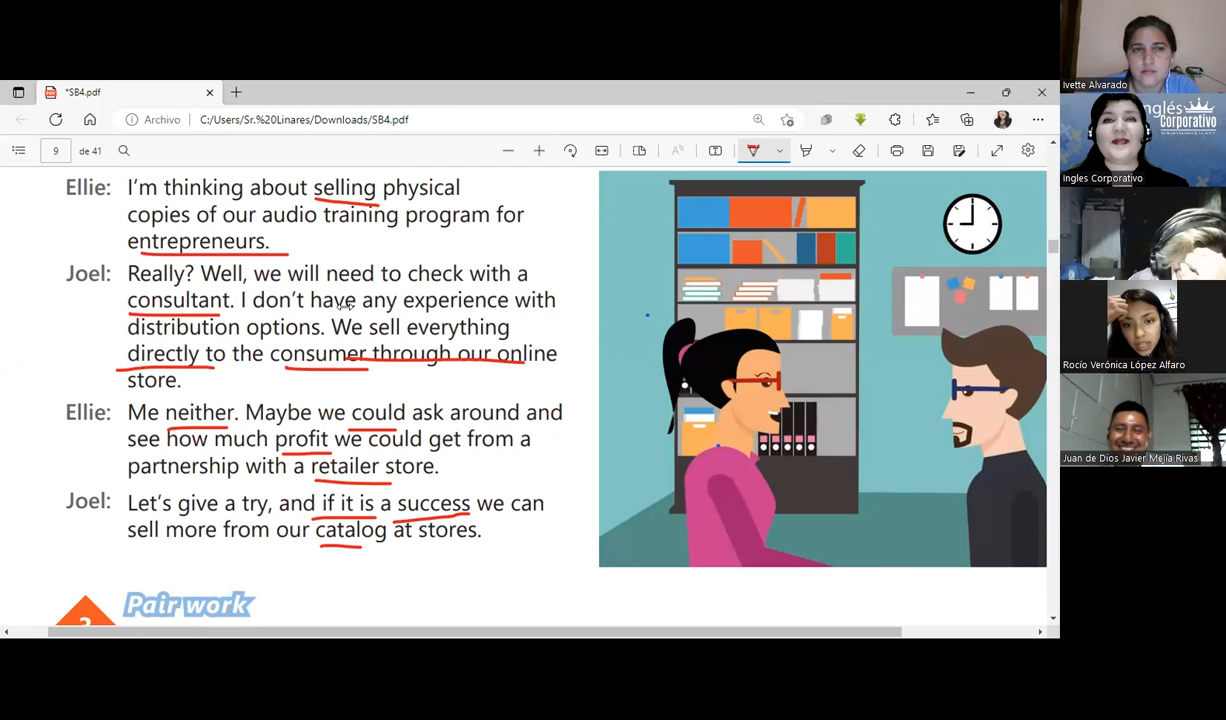 *SB4.pdf
Archivo
C:/Users/Sr.%20Linares/Downloads/SB4.pdf
9
de 41
Ellie: I'm thinking about selling physical
copies of our audio training program for
entrepreneurs.
Joel: Really? Well, we will need to check with a
consultant. I don't have any experience with
distribution options. We sell everything
directly to the consumer through our online
store.
Ellie: Me neither. Maybe we could ask around and
see how much profit we could get from a
partnership with a retailer store.
Joel: Let's give a try, and if it is a success we can
sell more from our catalog at stores.
Pair work
Ivette Alvarado
Inglés
Corporativo
Ingles Corporativo
Rocío Verónica López Alfaro
Juan de Dios Javier Mejía Rivas